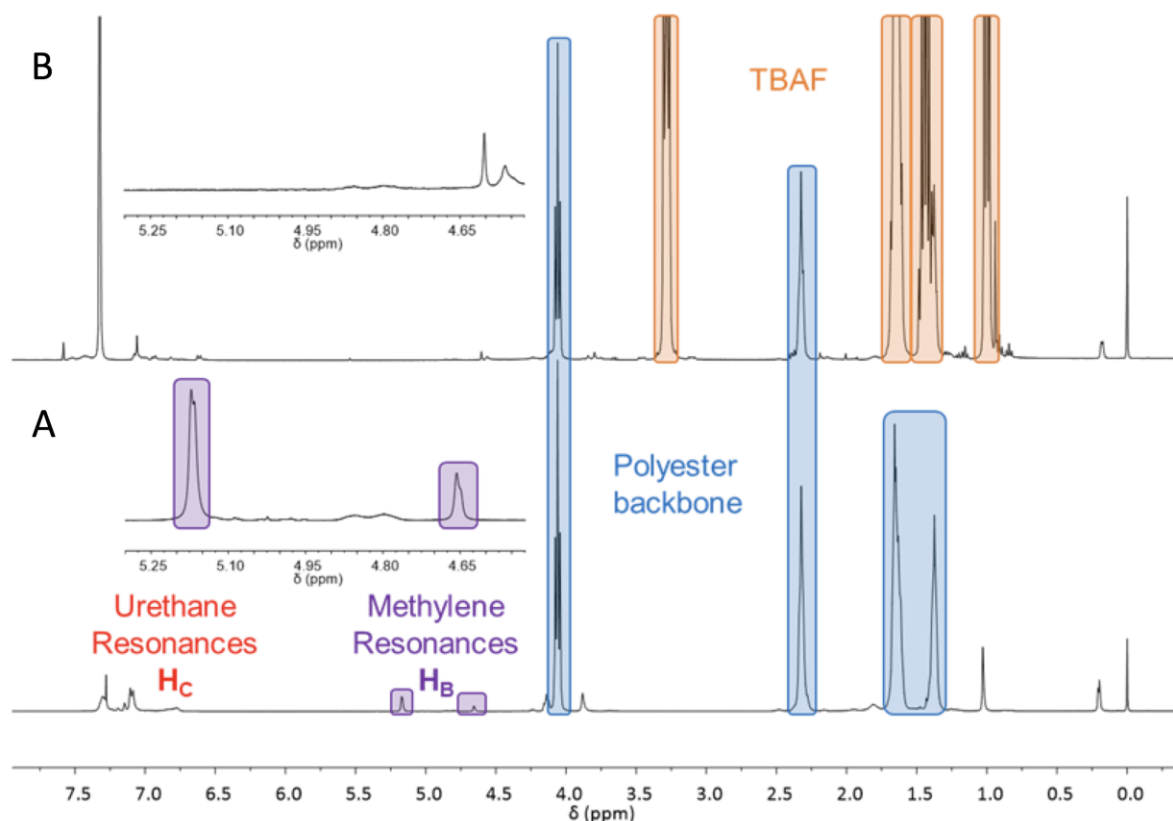 B
TBAF
5.25 5.10 4.95 4.80 4.65
δ (ppm)
A
Polyester
backbone
5.25 5.10 4.95 4.80 4.65
δ (ppm)
Urethane
Resonances
H_C
Methylene
Resonances
H_B
7.5 7.0 6.5 6.0 5.5 5.0 4.5 4.0 3.5 3.0 2.5 2.0 1.5 1.0 0.5 0.0
δ (ppm)